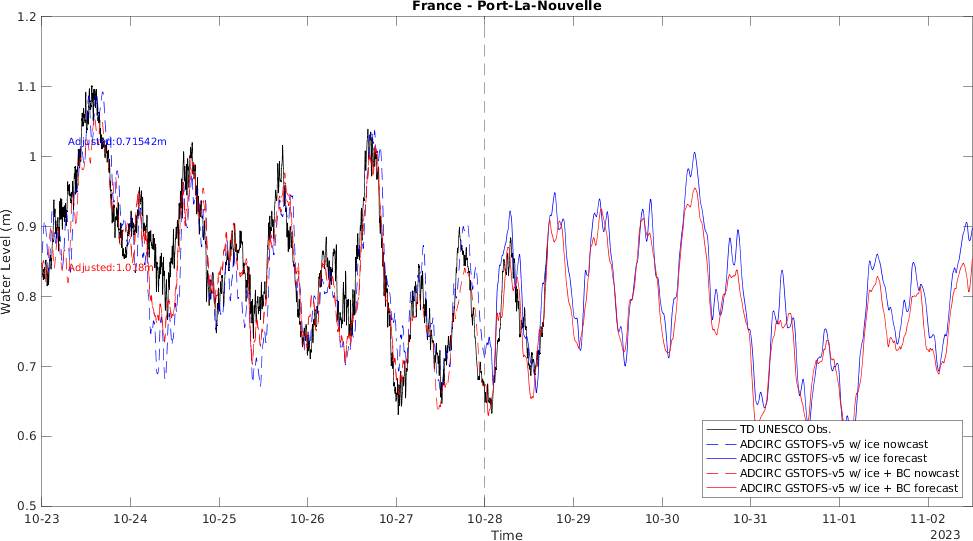 France - Port-La-Nouvelle
1.2
1.1
1
0.9
0.8
0.7
0.6
0.5
Water Level (m)
Adjusted:0.71542m
Adjusted:1.018m
TD UNESCO Obs.
ADCIRC GSTOFS-v5 w/ ice nowcast
ADCIRC GSTOFS-v5 w/ ice forecast
ADCIRC GSTOFS-v5 w/ ice + BC nowcast
ADCIRC GSTOFS-v5 w/ ice + BC forecast
10-23 10-24 10-25 10-26 10-27 10-28 10-29 10-30 10-31 11-01 11-02
Time
2023